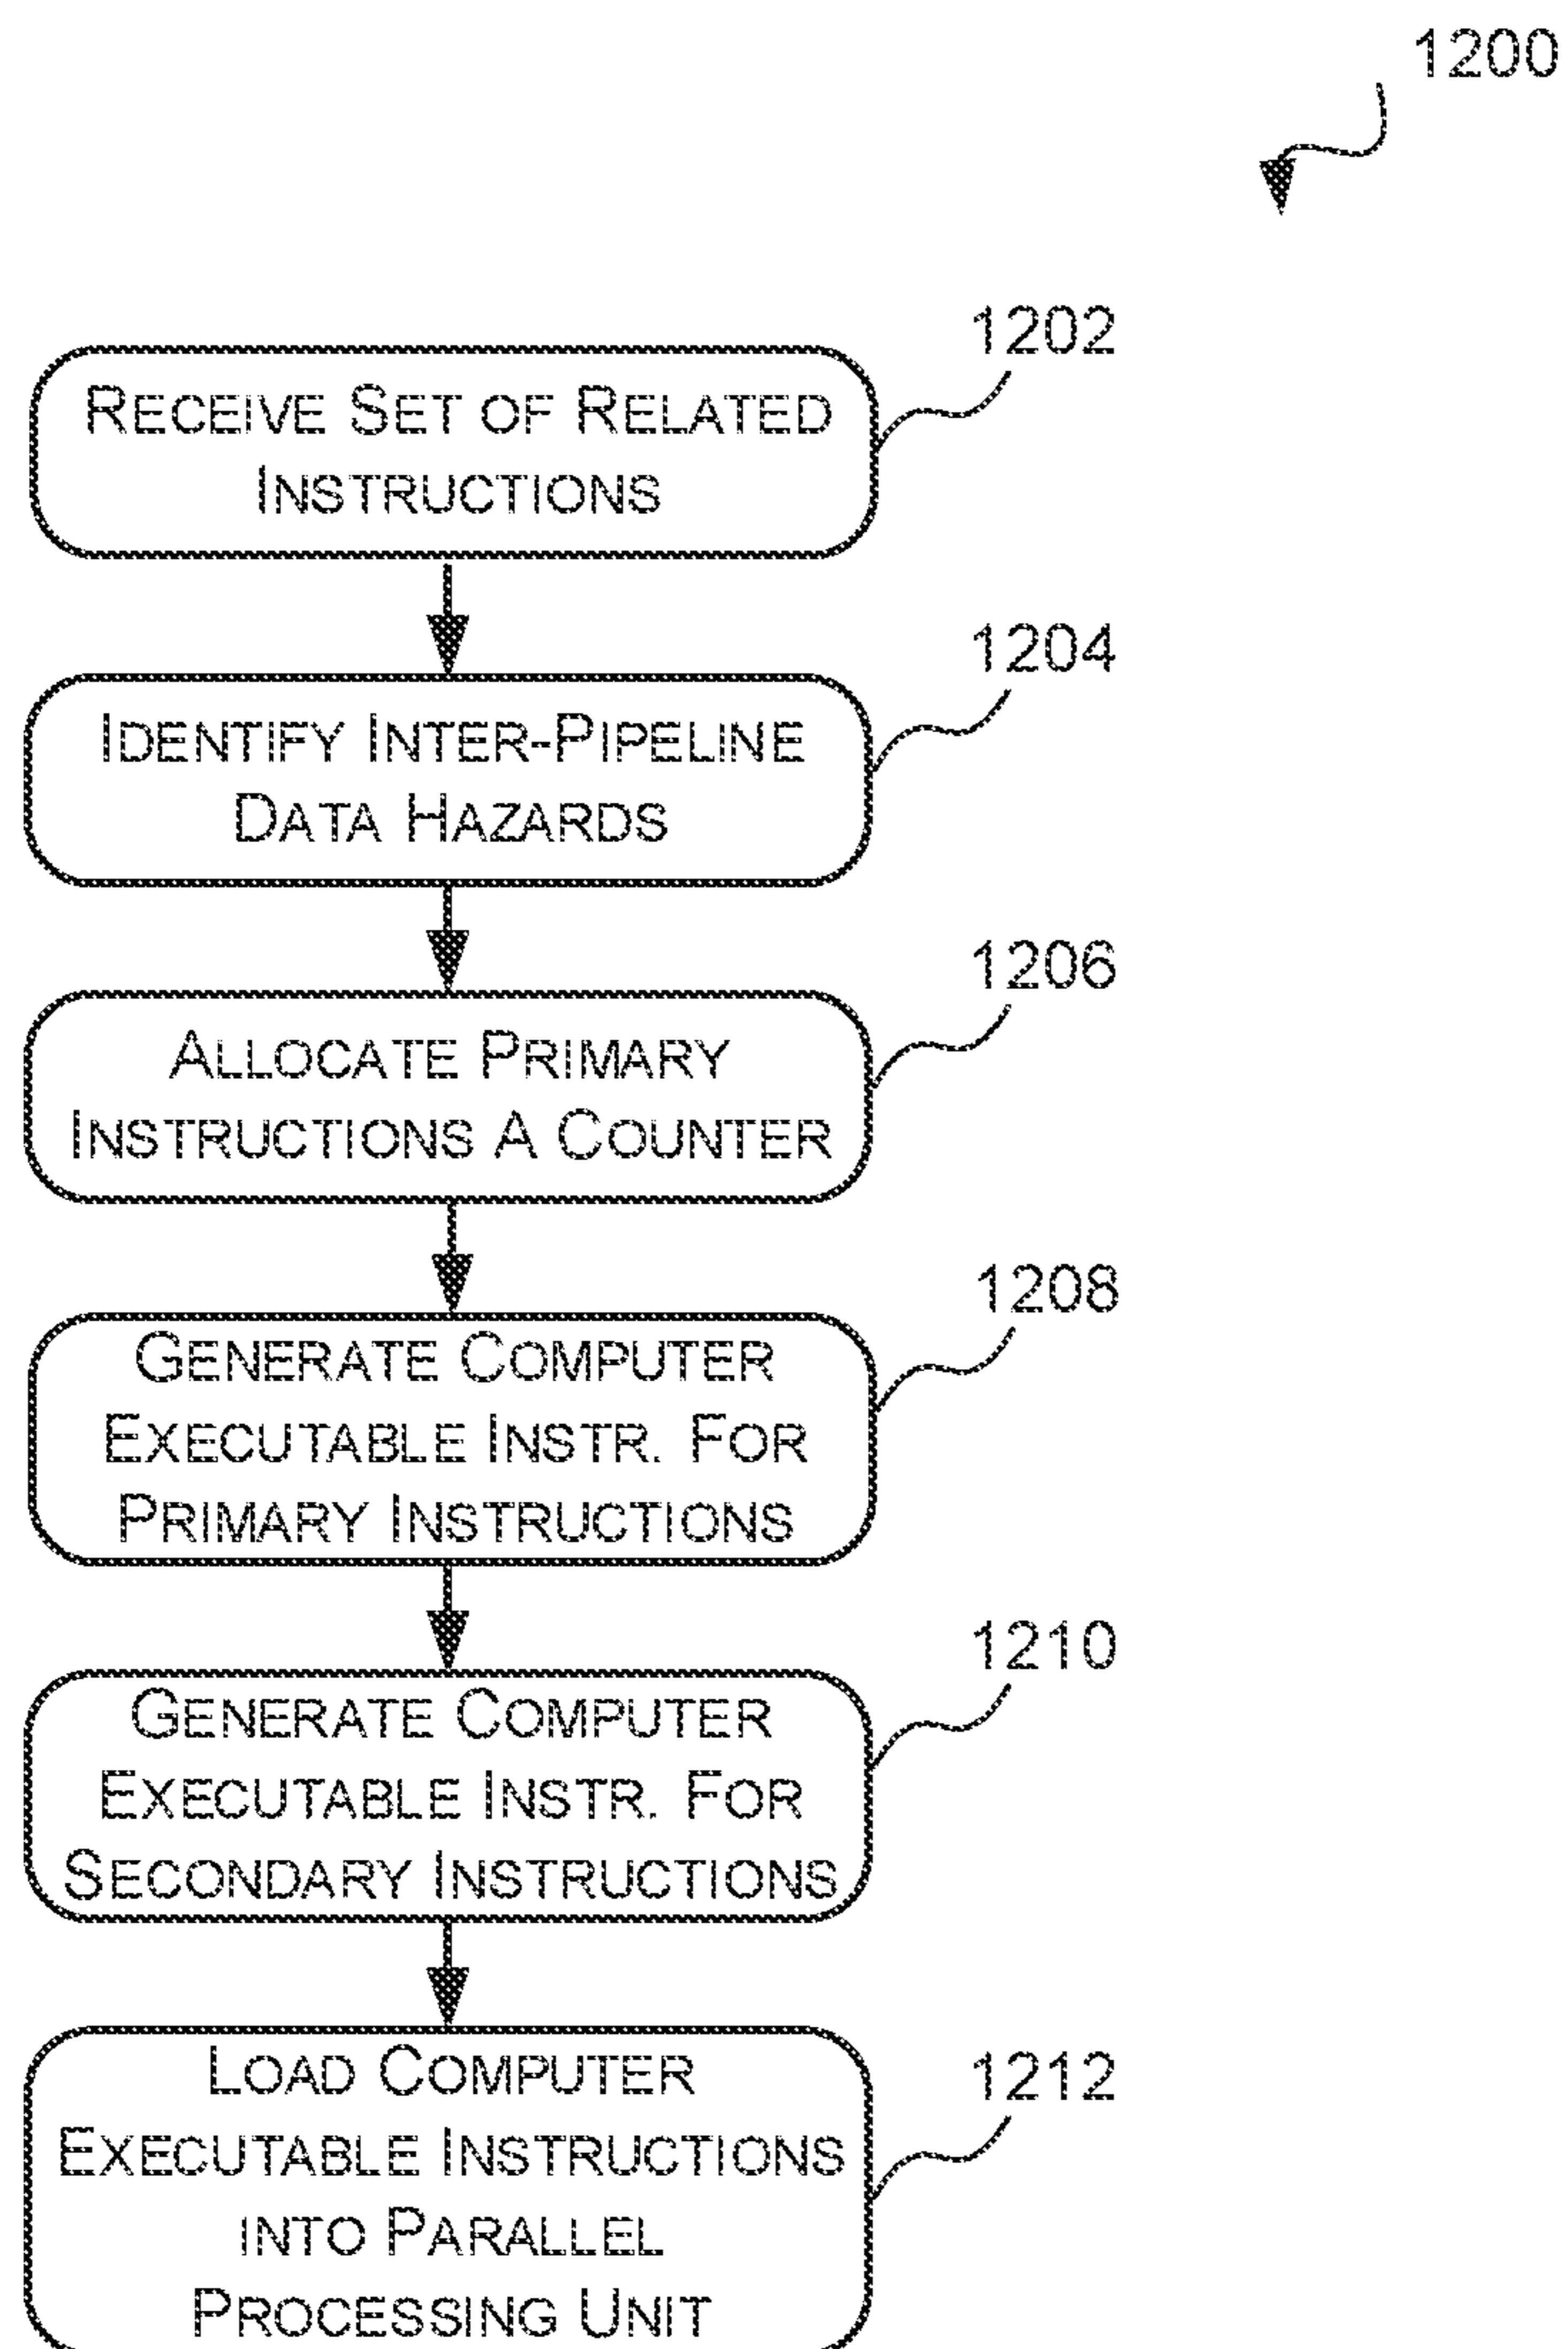 1200
1202
RECEIVE SET OF RELATED
INSTRUCTIONS
1204
IDENTIFY INTER-PIPELINE
DATA HAZARDS
1206
ALLOCATE PRIMARY
INSTRUCTIONS A COUNTER
1208
GENERATE COMPUTER
EXECUTABLE INSTR. FOR
PRIMARY INSTRUCTIONS
1210
GENERATE COMPUTER
EXECUTABLE INSTR. FOR
SECONDARY INSTRUCTIONS
1212
LOAD COMPUTER
EXECUTABLE INSTRUCTIONS
INTO PARALLEL
PROCESSING UNIT